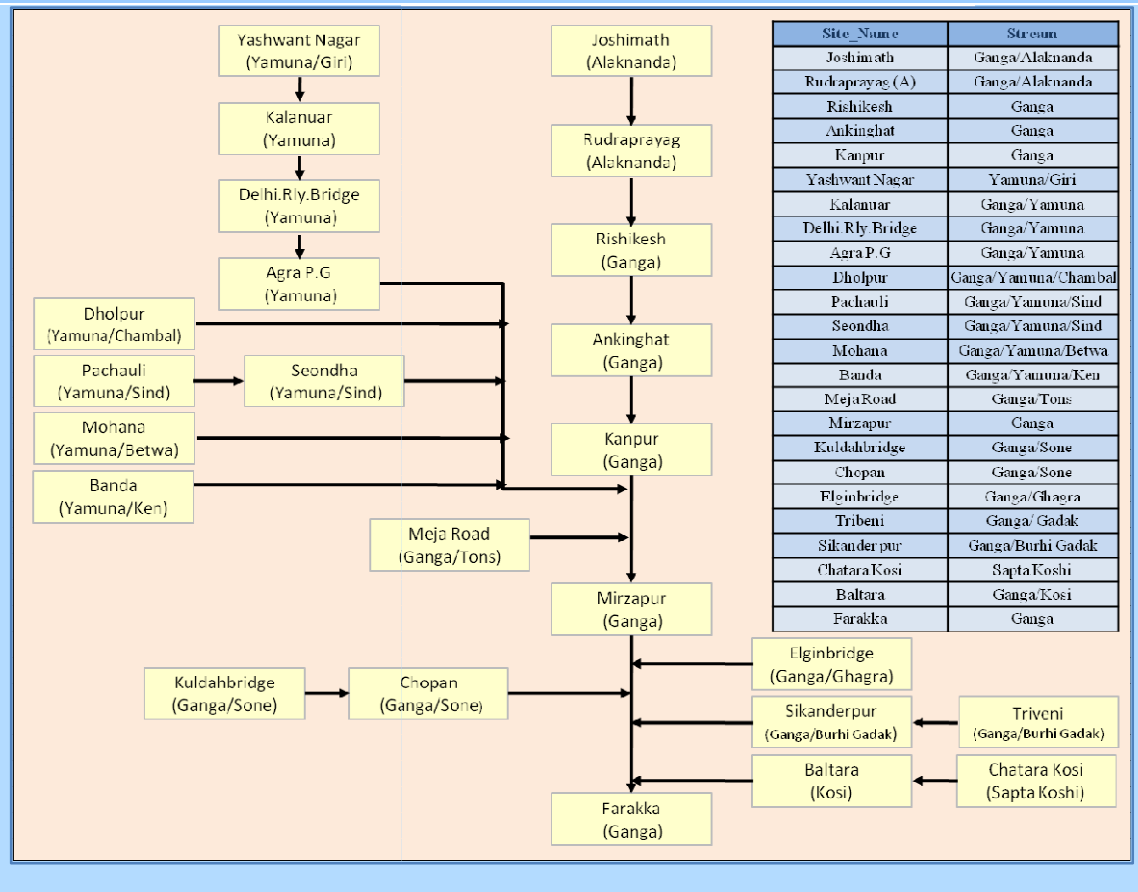 Yashwant Nagar
(Yamuna/Giri)
Kalanuar
(Yamuna)
Delhi.Rly.Bridge
(Yamuna)
Agra P.G
(Yamuna)
Dholpur
(Yamuna/Chambal)
Pachauli
(Yamuna/Sind)
Seondha
(Yamuna/Sind)
Mohana
(Yamuna/Betwa)
Banda
(Yamuna/Ken)
Joshimath
(Alaknanda)
Rudraprayag
(Alaknanda)
Rishikesh
(Ganga)
Ankinghat
(Ganga)
Kanpur
(Ganga)
Meja Road
(Ganga/Tons)
Mirzapur
(Ganga)
Kuldahbridge
(Ganga/Sone)
Chopan
(Ganga/Sone)
Elginbridge
(Ganga/Ghagra)
Sikanderpur
(Ganga/Burhi Gadak)
Triveni
(Ganga/Burhi Gadak)
Baltara
(Kosi)
Chatara Kosi
(Sapta Koshi)
Farakka
(Ganga)
Site_Name Stream
Joshimath Ganga/Alaknanda
Rudraprayag (A) Ganga/Alaknanda
Rishikesh Ganga
Ankinghat Ganga
Kanpur Ganga
Yashwant Nagar Yamuna/Giri
Kalanuar Ganga/Yamuna
Delhi.Rly.Bridge Ganga/Yamuna
Agra P.G Ganga/Yamuna
Dholpur Ganga/Yamuna/Chambal
Pachauli Ganga/Yamuna/Sind
Seondha Ganga/Yamuna/Sind
Mohana Ganga/Yamuna/Betwa
Banda Ganga/Yamuna/Ken
Meja Road Ganga/Tons
Mirzapur Ganga
Kuldahbridge Ganga/Sone
Chopan Ganga/Sone
Elginbridge Ganga/Ghagra
Tribeni Ganga/ Gadak
Sikanderpur Ganga/Burhi Gadak
Chatara Kosi Sapta Koshi
Baltara Ganga/Kosi
Farakka Ganga